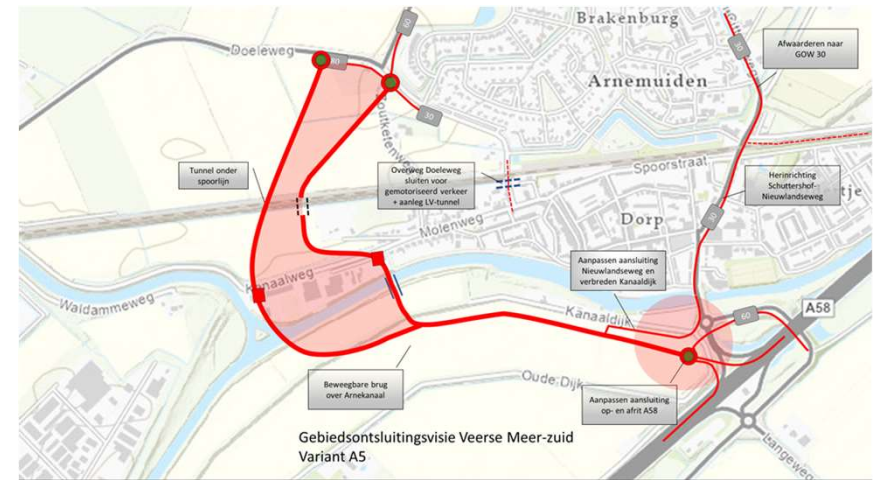 Brakenburg
Afwaarderen naar
GOW 30
Doeleweg
60
80
30
30
Arnemuiden
Tunnel onder
spoorlijn
Overweg Doeleweg
sluiten voor
gemotoriseerd verkeer
+ aanleg LV-tunnel
Spoorstraat
Herinrichting
Schuttershof-
Nieuwlandseweg
Molenweg
Dorp
30
Kanaalweg
Aanpassen aansluiting
Nieuwlandseweg en
verbreden Kanaaldijk
Waldammeweg
Kanaaldijk
60
A58
Beweegbare brug
over Arnekanaal
Oude Dijk
Aanpassen aansluiting
op- en afrit A58
Gebiedsontsluitingsvisie Veerse Meer-zuid
Variant A5
Langeweg